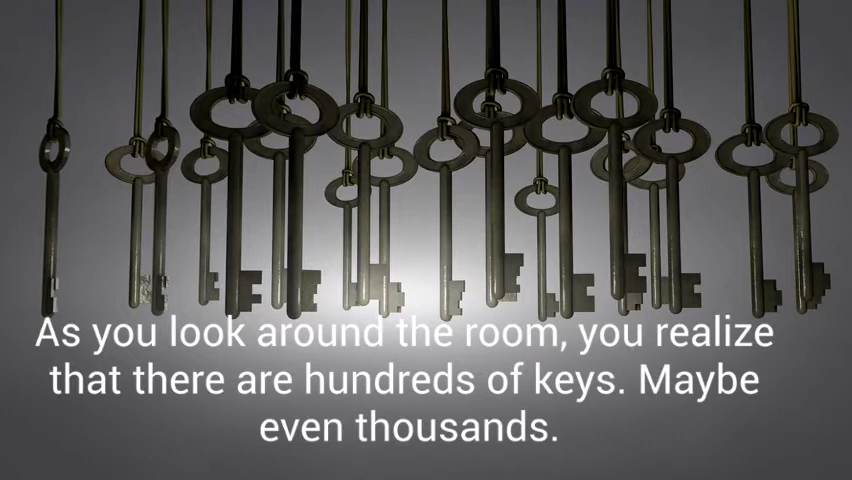 As you look around the room, you realize
that there are hundreds of keys. Maybe
even thousands.